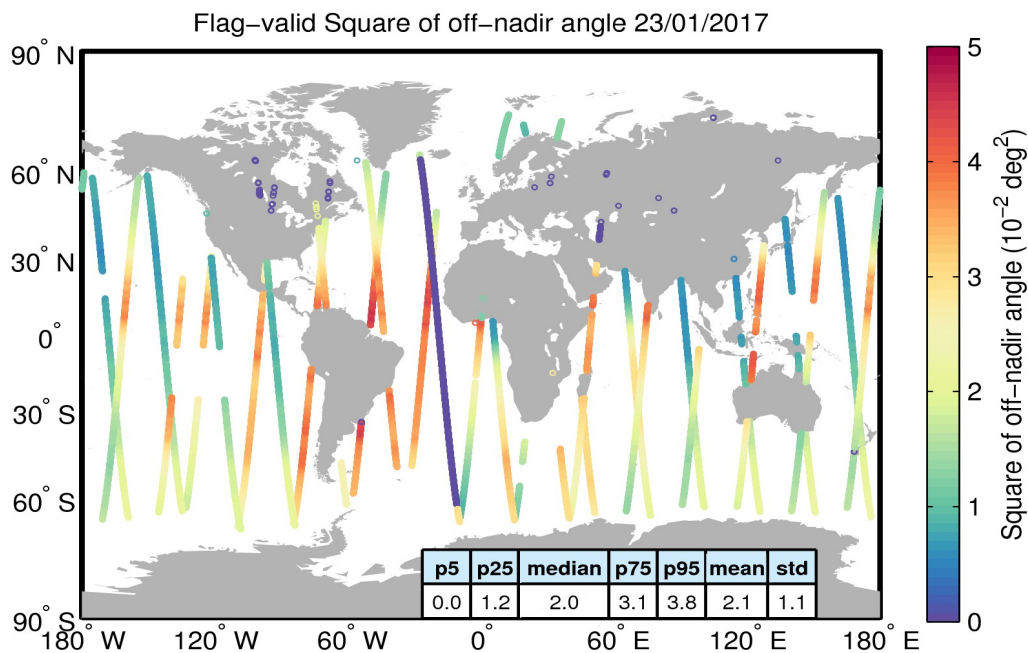 Flag−valid Square of off−nadir angle 23/01/2017
90° N
60° N
30° N
0°
30° S
60° S
90° S
180° W
120° W
60° W
0°
60° E
120° E
180° E
p5 p25 median p75 p95 mean std
0.0 1.2 2.0 3.1 3.8 2.1 1.1
5
4
3
2
1
0
Square of off−nadir angle (10⁻² deg²)